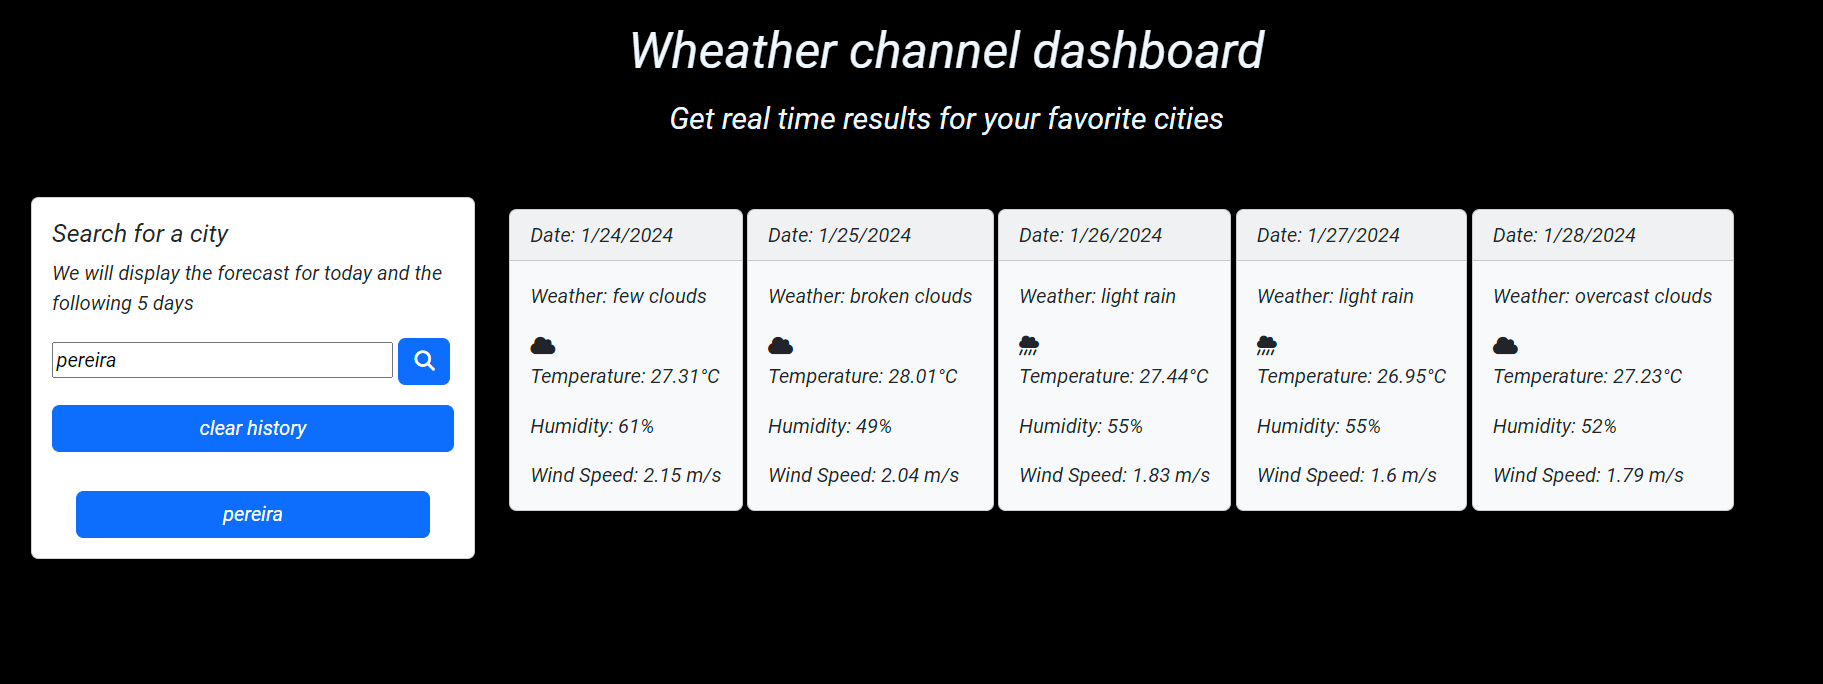 Wheather channel dashboard
Get real time results for your favorite cities
Search for a city
We will display the forecast for today and the
following 5 days
pereira
clear history
pereira
Date: 1/24/2024
Weather: few clouds
Temperature: 27.31°C
Humidity: 61%
Wind Speed: 2.15 m/s
Date: 1/25/2024
Weather: broken clouds
Temperature: 28.01°C
Humidity: 49%
Wind Speed: 2.04 m/s
Date: 1/26/2024
Weather: light rain
Temperature: 27.44°C
Humidity: 55%
Wind Speed: 1.83 m/s
Date: 1/27/2024
Weather: light rain
Temperature: 26.95°C
Humidity: 55%
Wind Speed: 1.6 m/s
Date: 1/28/2024
Weather: overcast clouds
Temperature: 27.23°C
Humidity: 52%
Wind Speed: 1.79 m/s